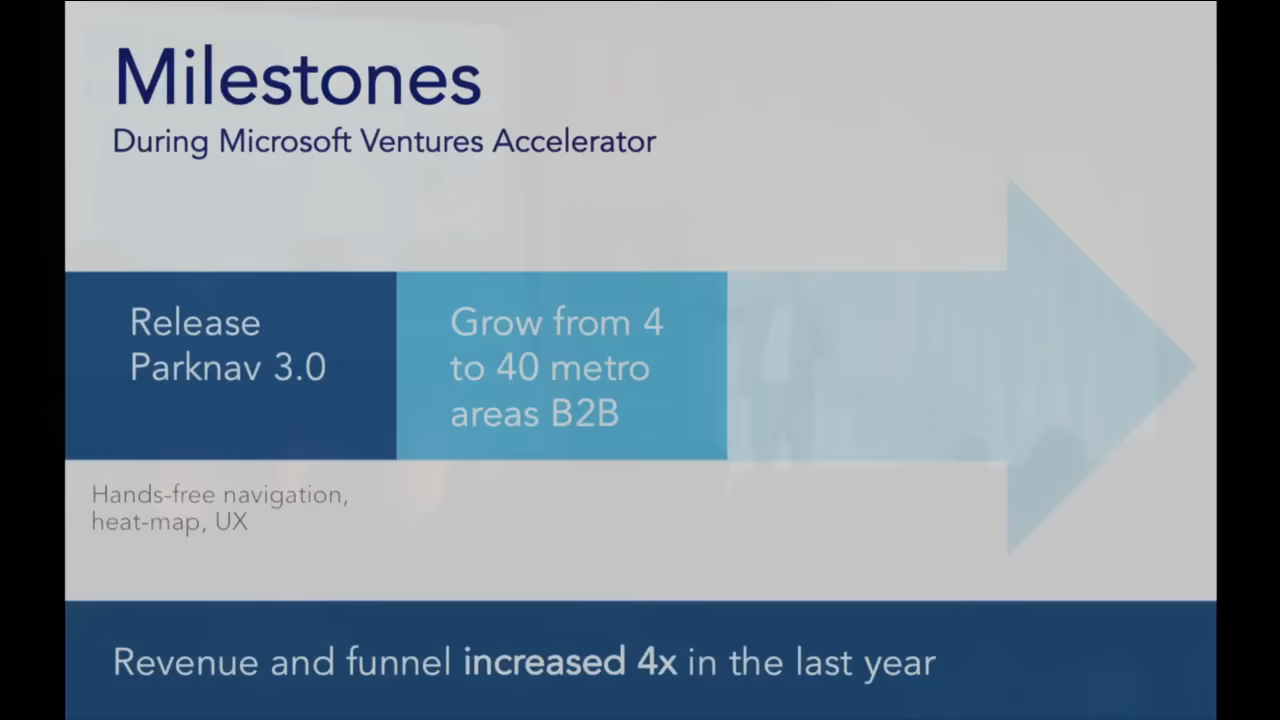 Milestones
During Microsoft Ventures Accelerator
Release
Parknav 3.0
Grow from 4
to 40 metro
areas B2B
Hands-free navigation,
heat-map, UX
Revenue and funnel increased 4x in the last year